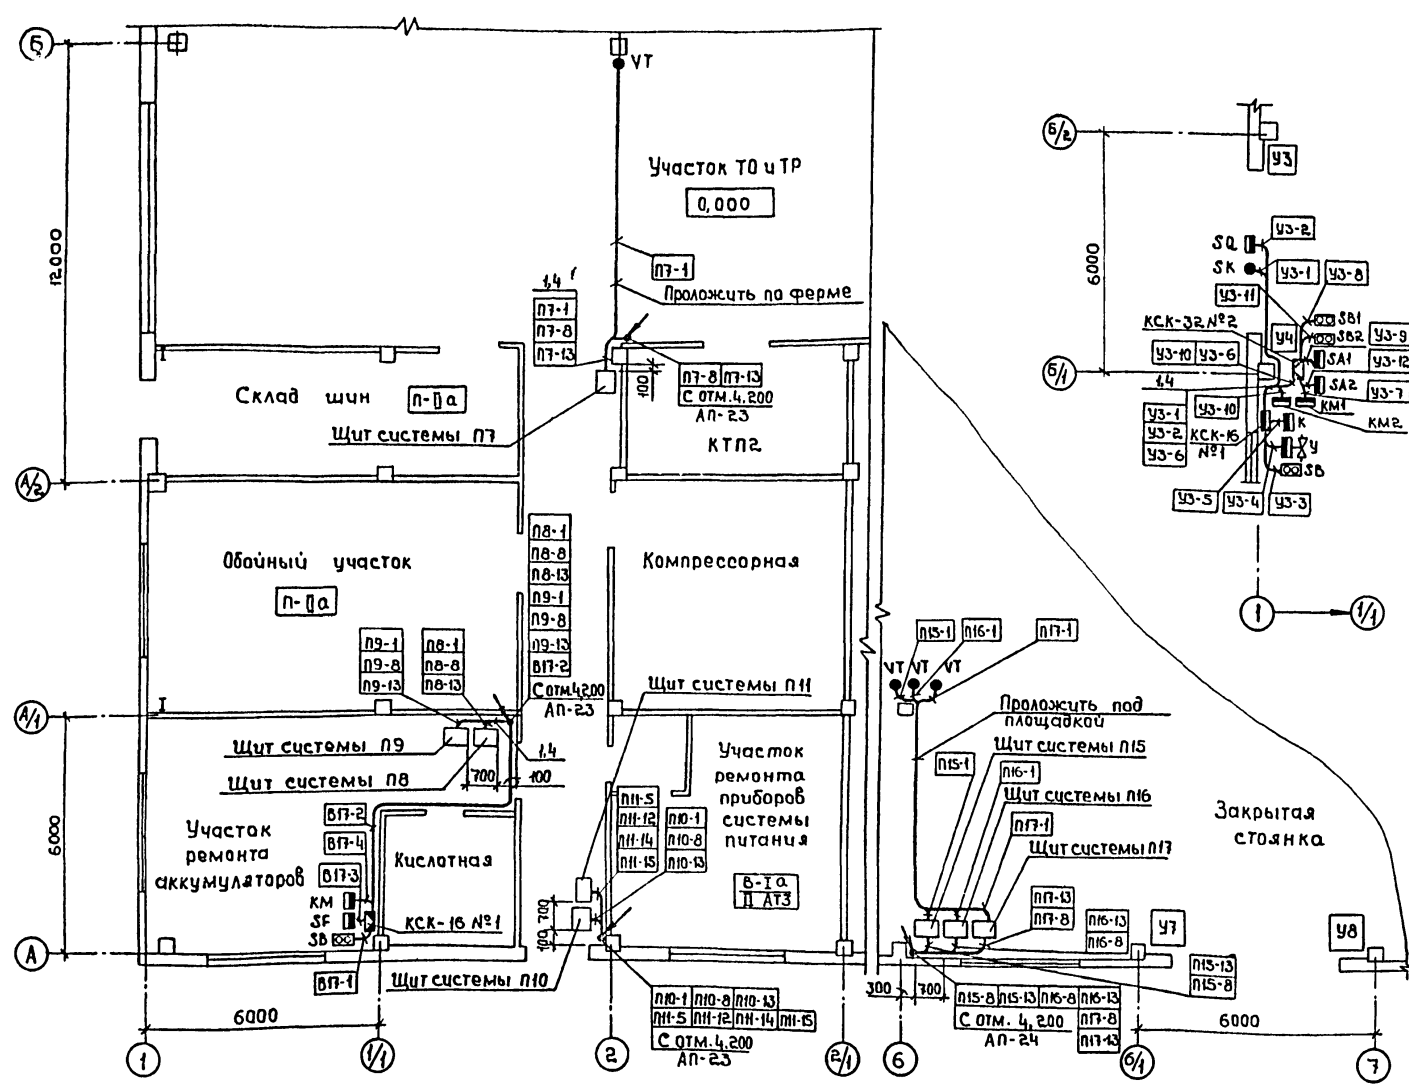 Б
VT
Участок ТО и ТР
0,000
12000
П7-1
Проложить по ферме
1,4
П7-1
П7-8
П7-13
100
П7-8 П7-13
С отм. 4,200
АП-23
КТП2
Склад шин
П-IIа
Щит системы П7
А/2
Обойный участок
П-IIа
П8-1
П8-8
П8-13
П9-1
П9-8
П9-13
В17-2
С отм. 4,200
АП-23
Компрессорная
П9-1
П9-8
П9-13
П8-1
П8-8
П8-13
Щит системы П11
А/1
Щит системы П9
Щит системы П8
700
100
1,4
6000
Участок
ремонта
аккумуляторов
В17-2
В17-4
В17-3
КМ
SF
SB
Кислотная
КСК-16 №1
В17-1
Щит системы П10
П11-5
П11-12
П11-14
П11-15
П10-1
П10-8
П10-13
700
100
Участок
ремонта
приборов
системы
питания
В-Iа
II АТ3
А
П10-1 П10-8 П10-13
П11-5 П11-12 П11-14 П11-15
С отм. 4,200
АП-23
6000
1
1/1
2
2/1
Б/2
У3
6000
SQ
У3-2
SK
У3-1
У3-8
У3-11
КСК-32 №2
У4
SB1
SB2
У3-9
У3-10 У3-6
SA1
У3-12
Б/1
1,4
SA2
У3-7
У3-1
У3-2
У3-6
У3-10
КМ1
КМ2
КСК-16
№1
К
У
SB
У3-5
У3-4
У3-3
1
1/1
П15-1
П16-1
П17-1
VT
VT
VT
Проложить под
площадкой
Щит системы П15
П15-1
П16-1
Щит системы П16
П17-1
Щит системы П17
Закрытая
стоянка
П17-13
П17-8
П16-13
П16-8
У7
У8
П15-13
П15-8
300
700
П15-8 П15-13 П16-8 П16-13
П17-8
П17-13
С отм. 4,200
АП-24
6000
6
6/1
7